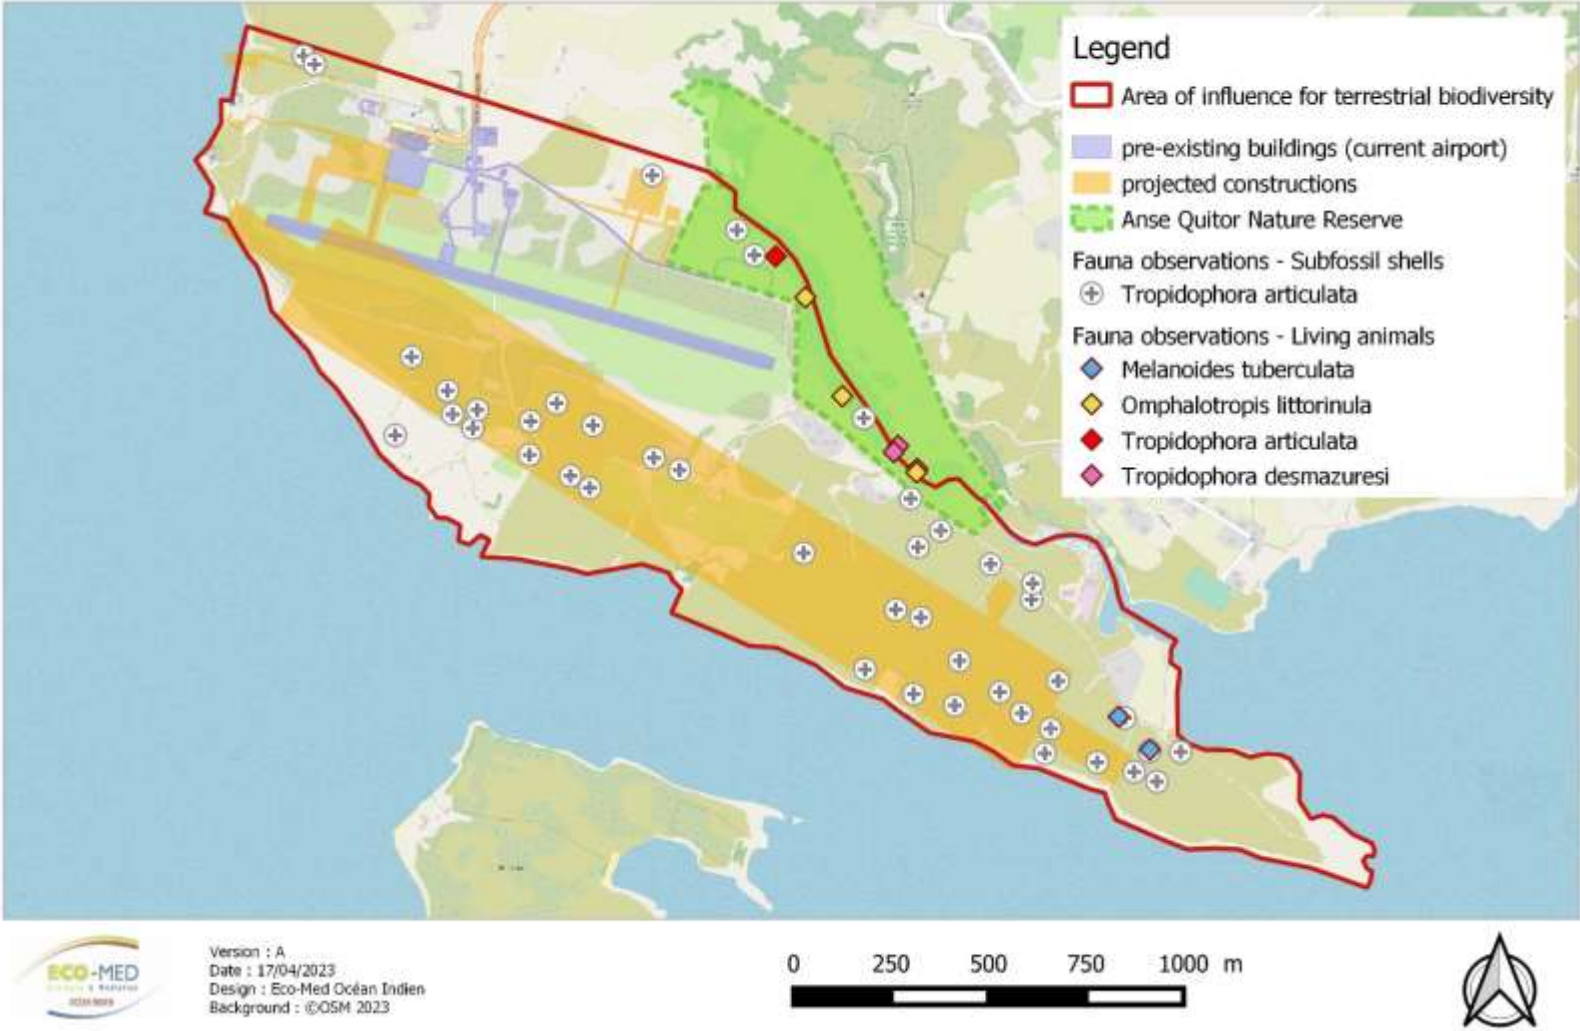 Legend
Area of influence for terrestrial biodiversity
pre-existing buildings (current airport)
projected constructions
Anse Quitor Nature Reserve
Fauna observations - Subfossil shells
Tropidophora articulata
Fauna observations - Living animals
Melanoides tuberculata
Omphalotropis littorinula
Tropidophora articulata
Tropidophora desmazuresi
ECO-MED
Version : A
Date : 17/04/2023
Design : Eco-Med Océan Indien
Background : ©OSM 2023
0 250 500 750 1000 m